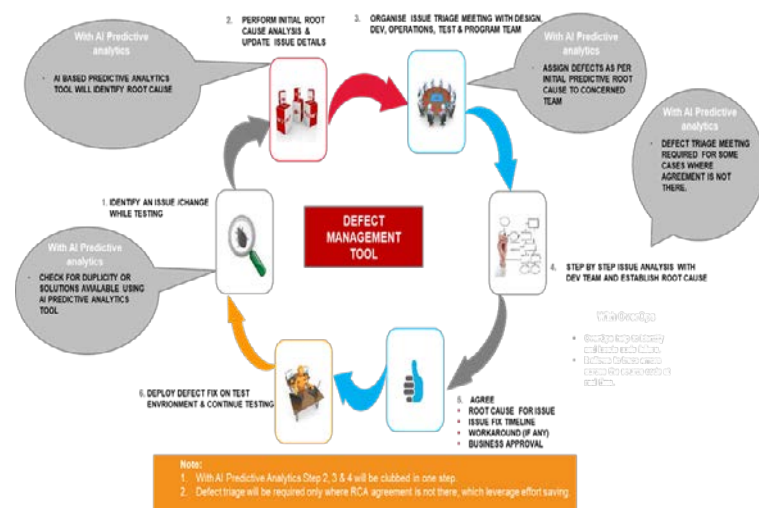 With AI Predictive
analytics
• AI BASED PREDICTIVE ANALYTICS
TOOL WILL IDENTIFY ROOT CAUSE
2. PERFORM INITIAL ROOT
CAUSE ANALYSIS &
UPDATE ISSUE DETAILS
3. ORGANISE ISSUE TRIAGE MEETING WITH DESIGN,
DEV, OPERATIONS, TEST & PROGRAM TEAM
With AI Predictive
analytics
• ASSIGN DEFECTS AS PER
INITIAL PREDICTIVE ROOT
CAUSE TO CONCERNED
TEAM
With AI Predictive
analytics
• DEFECT TRIAGE MEETING
REQUIRED FOR SOME
CASES WHERE
AGREEMENT IS NOT
THERE.
1. IDENTIFY AN ISSUE /CHANGE
WHILE TESTING
DEFECT
MANAGEMENT
TOOL
With AI Predictive
analytics
• CHECK FOR DUPLICITY OR
SOLUTIONS AVAILABLE USING
AI PREDICTIVE ANALYTICS
TOOL
4. STEP BY STEP ISSUE ANALYSIS WITH
DEV TEAM AND ESTABLISH ROOT CAUSE
6. DEPLOY DEFECT FIX ON TEST
ENVIRIONMENT & CONTINUE TESTING
5. AGREE
• ROOT CAUSE FOR ISSUE
• ISSUE FIX TIMELINE
• WORKAROUND (IF ANY)
• BUSINESS APPROVAL
Note:
1. With AI Predictive Analytics Step 2, 3 & 4 will be clubbed in one step.
2. Defect triage will be required only where RCA agreement is not there, which leverage effort saving.